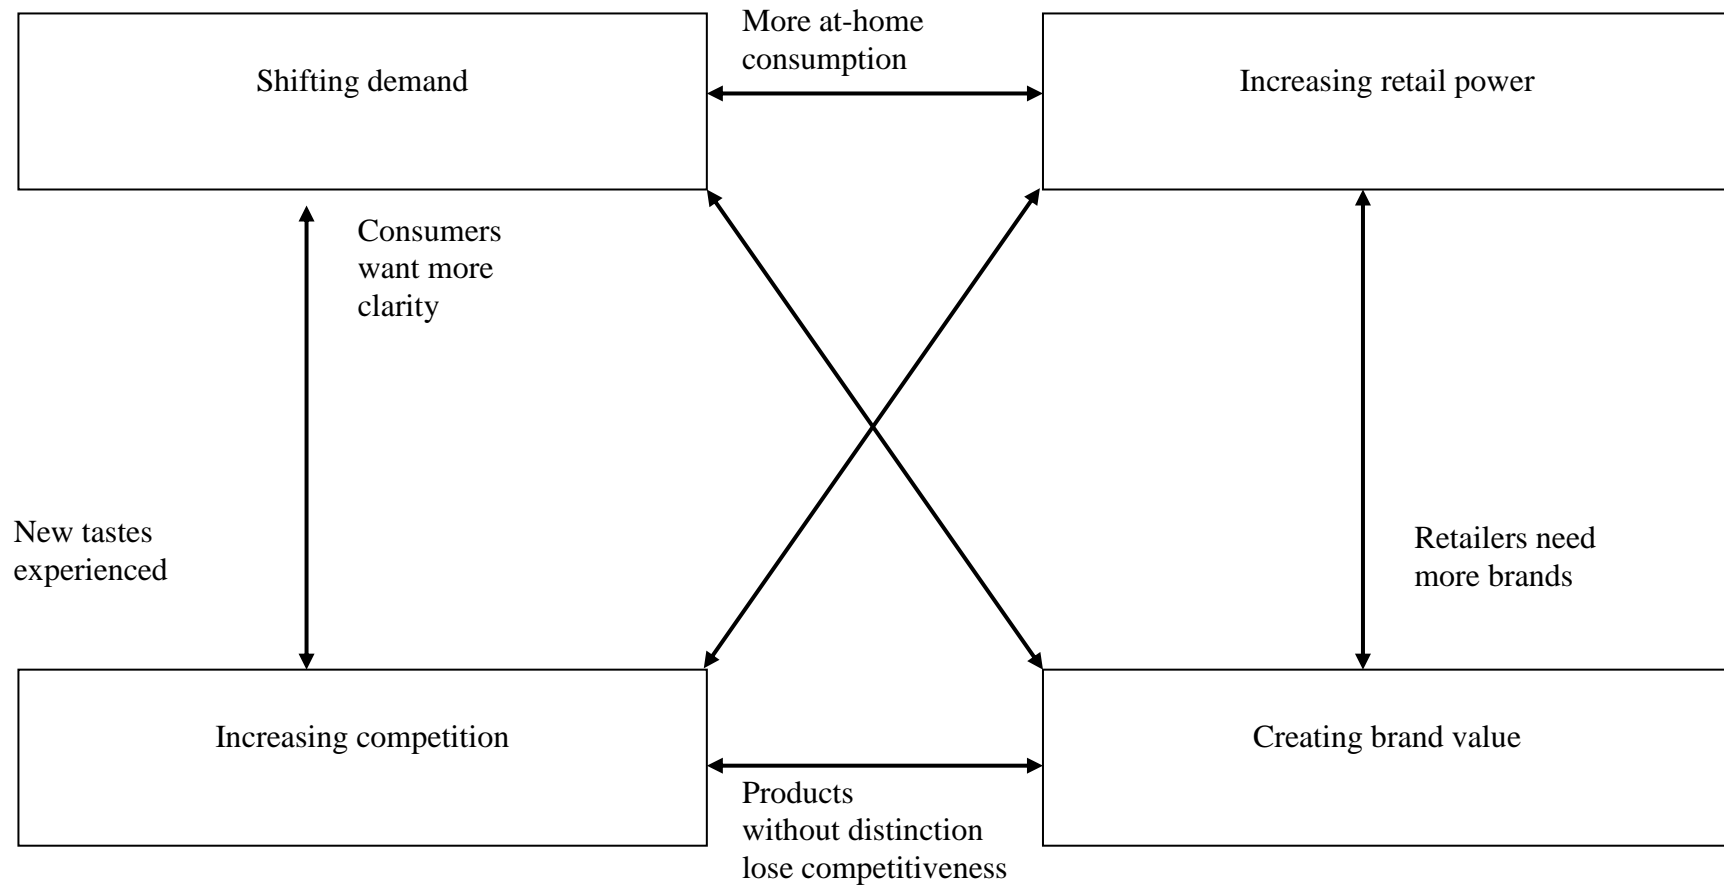 More at-home
consumption
Shifting demand
Increasing retail power
Consumers
want more
clarity
New tastes
experienced
Retailers need
more brands
Increasing competition
Creating brand value
Products
without distinction
lose competitiveness